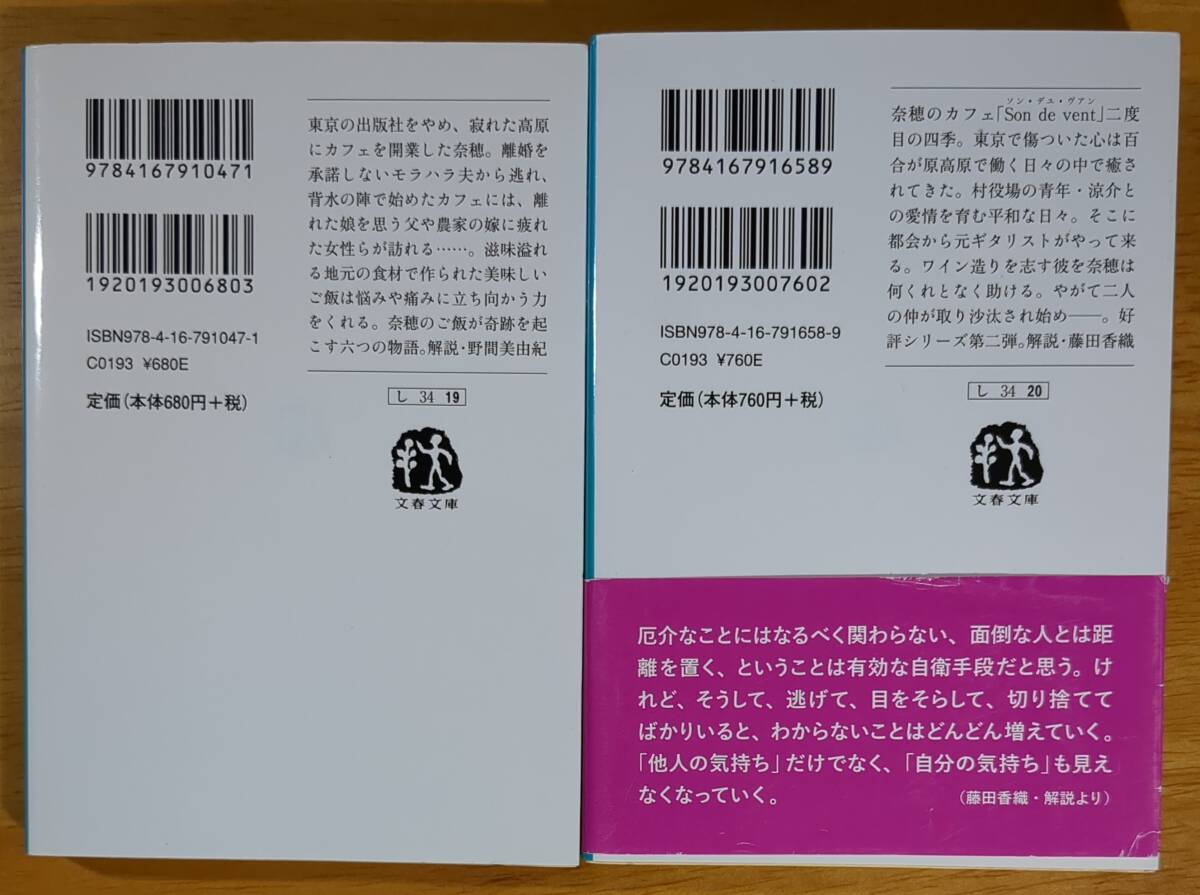 9784167910471
1920193006803
ISBN978-4-16-791047-1
C0193 ¥680E
定価(本体680円+税)
東京の出版社をやめ、寂れた高原
にカフェを開業した奈穂。離婚を
承諾しないモラハラ夫から逃れ、
背水の陣で始めたカフェには、離
れた娘を思う父や農家の嫁に疲れ
た女性らが訪れる……。滋味溢れ
る地元の食材で作られた美味しい
ご飯は悩みや痛みに立ち向かう力
をくれる。奈穂のご飯が奇跡を起
こす六つの物語。解説・野間美由紀
し 34 19
文春文庫
9784167916589
1920193007602
ISBN978-4-16-791658-9
C0193 ¥760E
定価(本体760円+税)
ソン・デュ・ヴァン
奈穂のカフェ「Son de vent」二度
目の四季。東京で傷ついた心は百
合が原高原で働く日々の中で癒さ
れてきた。村役場の青年・涼介と
の愛情を育む平和な日々。そこに
都会から元ギタリストがやって来
る。ワイン造りを志す彼を奈穂は
何くれとなく助ける。やがて二人
の仲が取り沙汰され始め――。好
評シリーズ第二弾。解説・藤田香織
し 34 20
文春文庫
厄介なことにはなるべく関わらない、面倒な人とは距
離を置く、ということは有効な自衛手段だと思う。け
れど、そうして、逃げて、目をそらして、切り捨てて
ばかりいると、わからないことはどんどん増えていく。
「他人の気持ち」だけでなく、「自分の気持ち」も見え
なくなっていく。
(藤田香織・解説より)